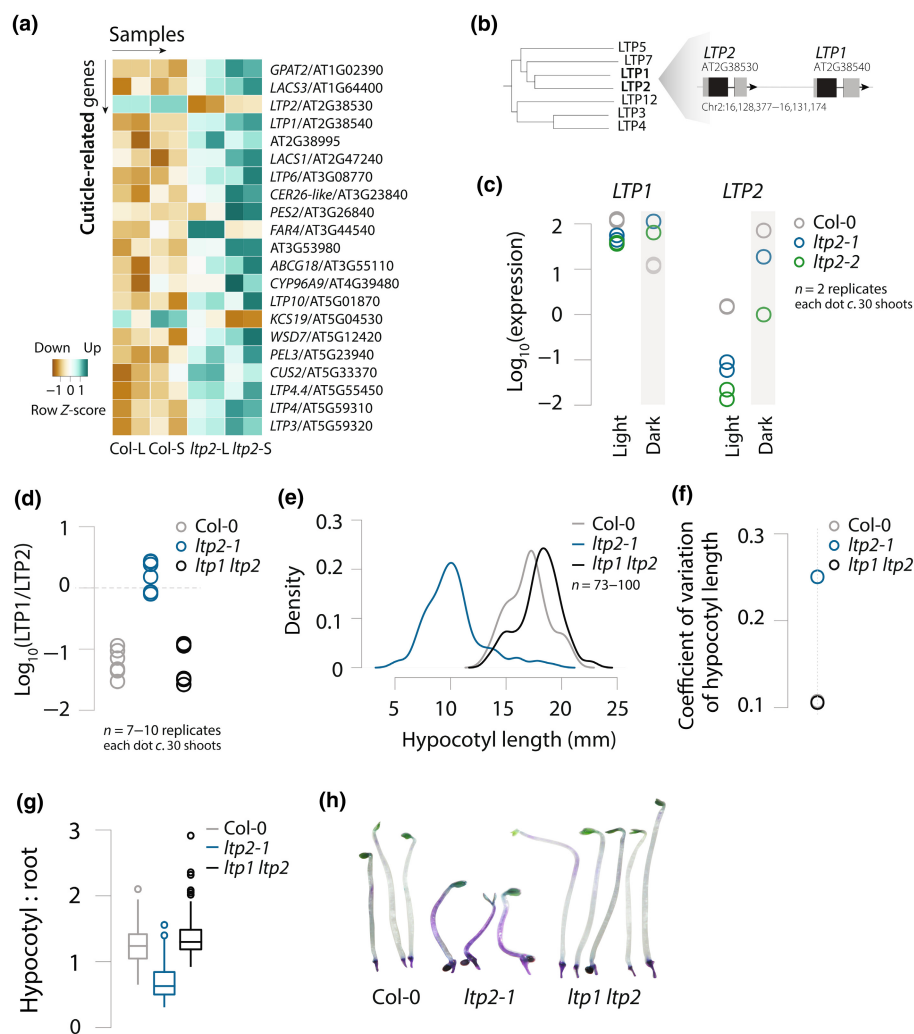 (a)
Samples
Cuticle-related genes
GPAT2/AT1G02390
LACS3/AT1G64400
LTP2/AT2G38530
LTP1/AT2G38540
AT2G38995
LACS1/AT2G47240
LTP6/AT3G08770
CER26-like/AT3G23840
PES2/AT3G26840
FAR4/AT3G44540
AT3G53980
ABCG18/AT3G55110
CYP96A9/AT4G39480
LTP10/AT5G01870
KCS19/AT5G04530
WSD7/AT5G12420
PEL3/AT5G23940
CUS2/AT5G33370
LTP4.4/AT5G55450
LTP4/AT5G59310
LTP3/AT5G59320
Down Up
−1 0 1
Row Z-score
Col-L Col-S ltp2-L ltp2-S
(b)
LTP5
LTP7
LTP1
LTP2
LTP12
LTP3
LTP4
LTP2
AT2G38530
LTP1
AT2G38540
Chr2:16,128,377−16,131,174
(c)
LTP1
LTP2
Log10(expression)
2
1
0
−1
−2
Light
Dark
Light
Dark
Col-0
ltp2-1
ltp2-2
n = 2 replicates
each dot c. 30 shoots
(d)
Log10(LTP1/LTP2)
1
0
−1
−2
Col-0
ltp2-1
ltp1 ltp2
n = 7−10 replicates
each dot c. 30 shoots
(e)
Density
0.3
0.2
0.1
0
5 10 15 20 25
Hypocotyl length (mm)
Col-0
ltp2-1
ltp1 ltp2
n = 73−100
(f)
Coefficient of variation
of hypocotyl length
0.3
0.2
0.1
Col-0
ltp2-1
ltp1 ltp2
(g)
Hypocotyl : root
3
2
1
0
Col-0
ltp2-1
ltp1 ltp2
(h)
Col-0
ltp2-1
ltp1 ltp2